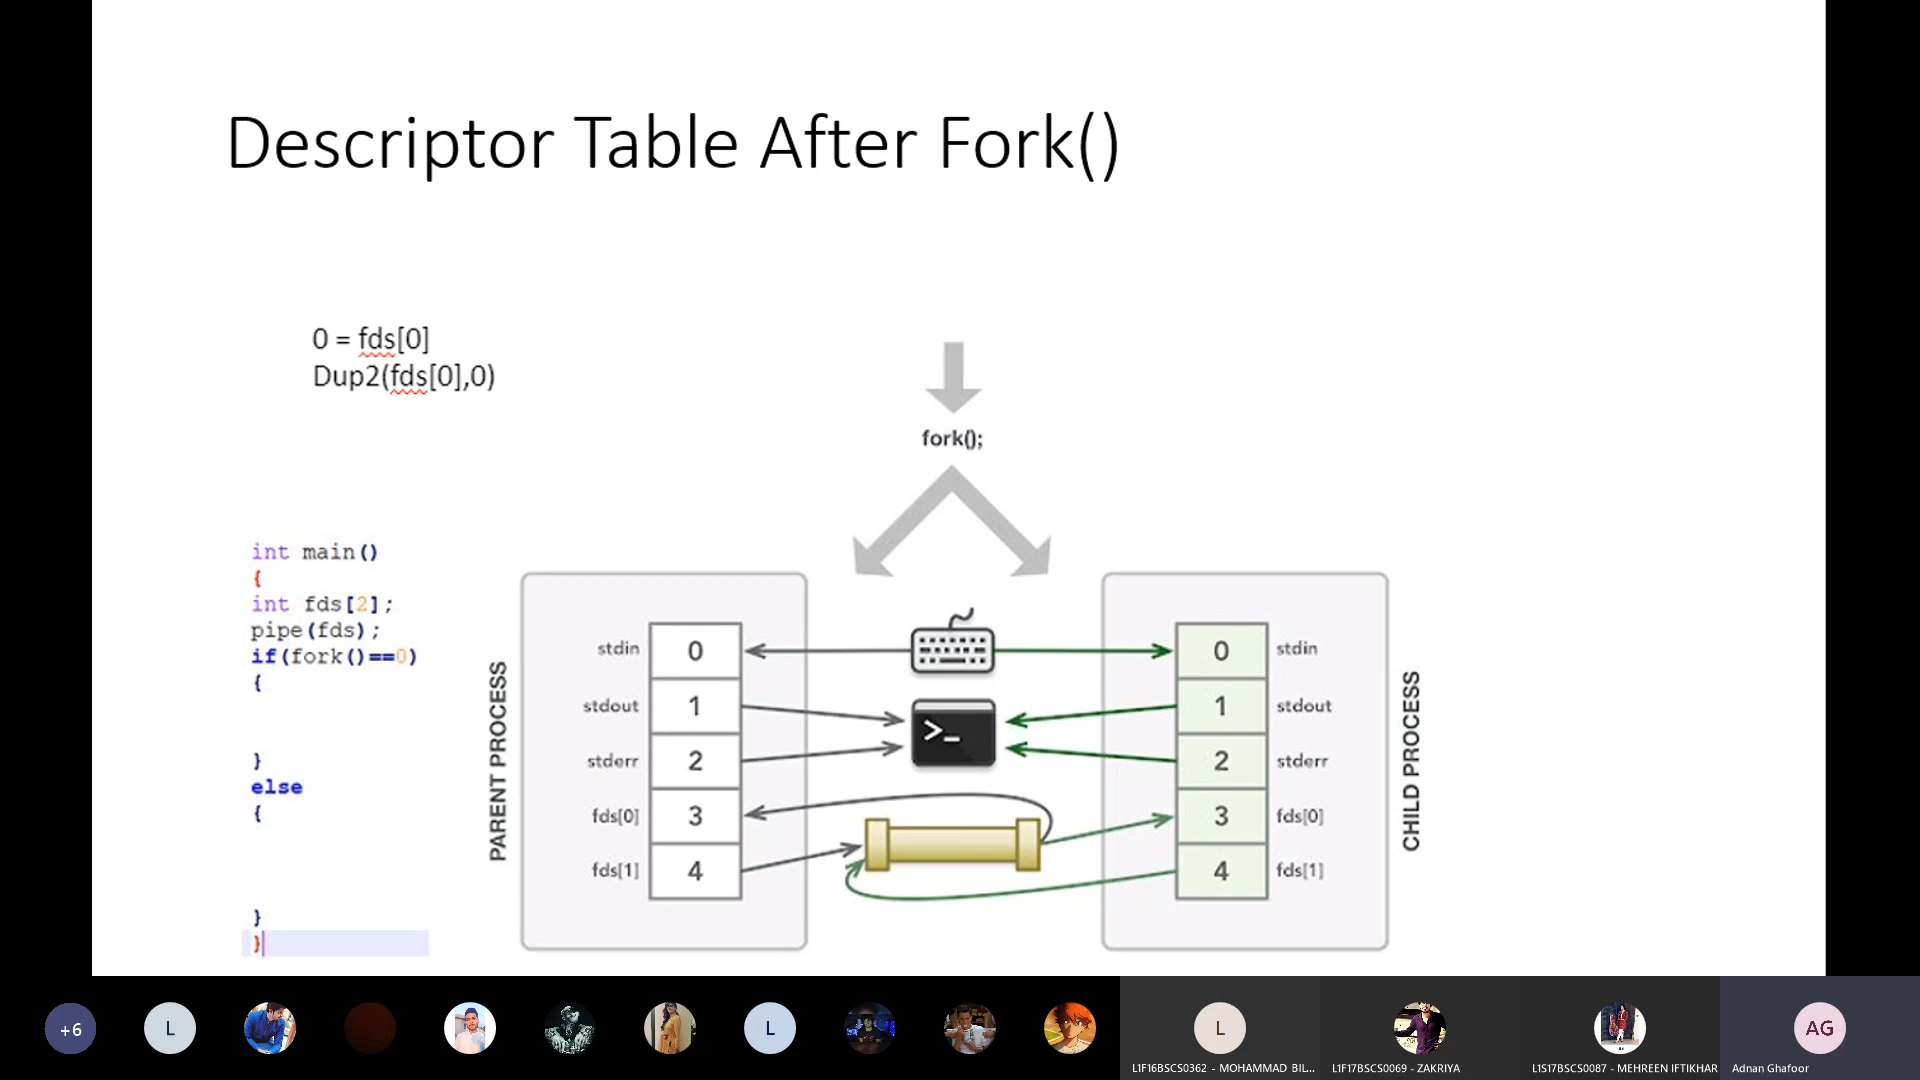 Descriptor Table After Fork()
0 = fds[0]
Dup2(fds[0],0)
fork();
int main()
{
int fds[2];
pipe(fds);
if(fork()==0)
{
}
else
{
}
}
PARENT PROCESS
stdin 0
stdout 1
stderr 2
fds[0] 3
fds[1] 4
>_
0 stdin
1 stdout
2 stderr
3 fds[0]
4 fds[1]
CHILD PROCESS
+6
L
L
L
AG
L1F16BSCS0362 - MOHAMMAD BIL...
L1F17BSCS0069 - ZAKRIYA
L1S17BSCS0087 - MEHREEN IFTIKHAR
Adnan Ghafoor